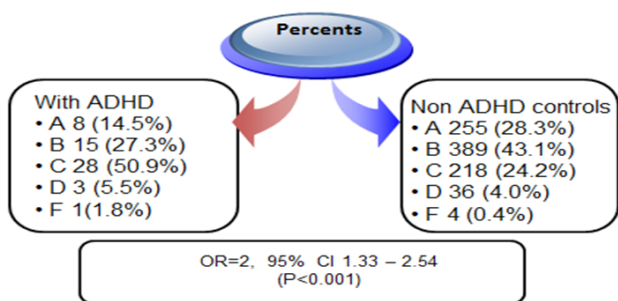 Percents
With ADHD
• A 8 (14.5%)
• B 15 (27.3%)
• C 28 (50.9%)
• D 3 (5.5%)
• F 1(1.8%)
Non ADHD controls
• A 255 (28.3%)
• B 389 (43.1%)
• C 218 (24.2%)
• D 36 (4.0%)
• F 4 (0.4%)
OR=2, 95% CI 1.33 – 2.54
(P<0.001)